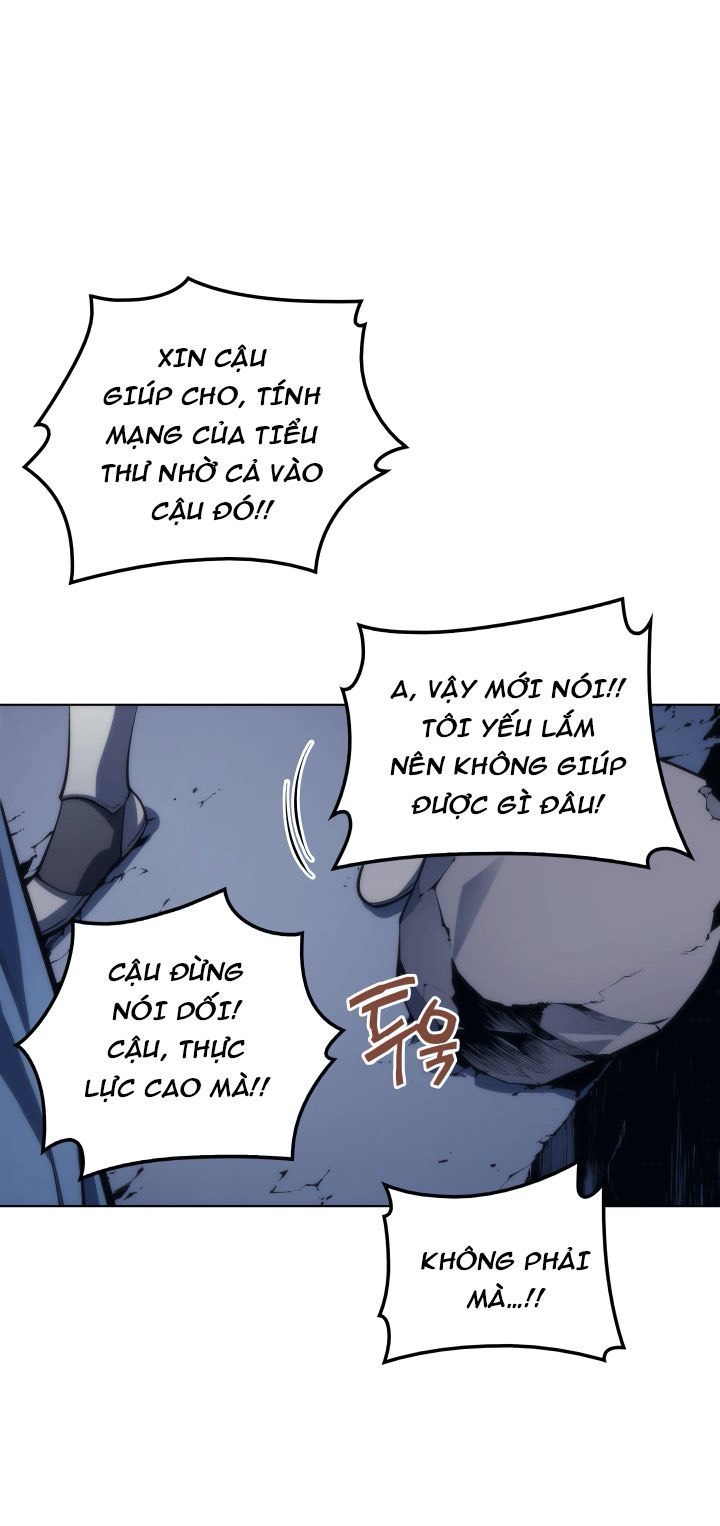 XIN CẬU
GIÚP CHO, TÍNH
MẠNG CỦA TIỂU
THƯ NHỜ CẢ VÀO
CẬU ĐÓ!!
A, VẬY MỚI NÓI!!
TÔI YẾU LẮM
NÊN KHÔNG GIÚP
ĐƯỢC GÌ ĐÂU!
CẬU ĐỪNG
NÓI DỐI!
CẬU, THỰC
LỰC CAO MÀ!!
투욱
KHÔNG PHẢI
MÀ...!!